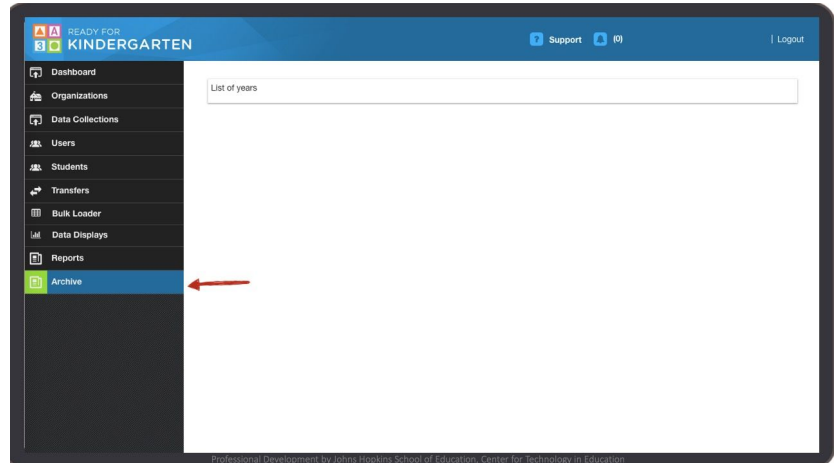 READY FOR
KINDERGARTEN
A
A
3
? Support (0)
| Logout
Dashboard
Organizations
Data Collections
Users
Students
Transfers
Bulk Loader
Data Displays
Reports
Archive
List of years
Professional Development by Johns Hopkins School of Education, Center for Technology in Education